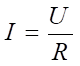 I = U/R